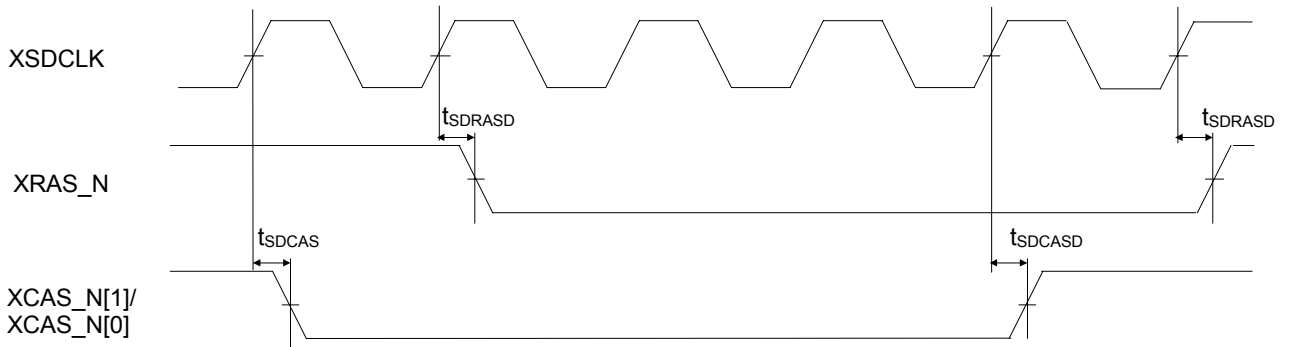 XSDCLK
tSDRASD
tSDRASD
XRAS_N
tSDCAS
tSDCASD
XCAS_N[1]/
XCAS_N[0]